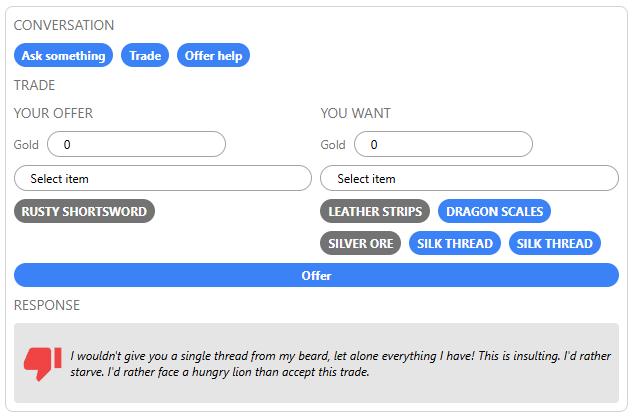 CONVERSATION
Ask something Trade Offer help
TRADE
YOUR OFFER YOU WANT
Gold 0 Gold 0
Select item Select item
RUSTY SHORTSWORD LEATHER STRIPS DRAGON SCALES
SILVER ORE SILK THREAD SILK THREAD
Offer
RESPONSE
I wouldn't give you a single thread from my beard, let alone everything I have! This is insulting. I'd rather
starve. I'd rather face a hungry lion than accept this trade.